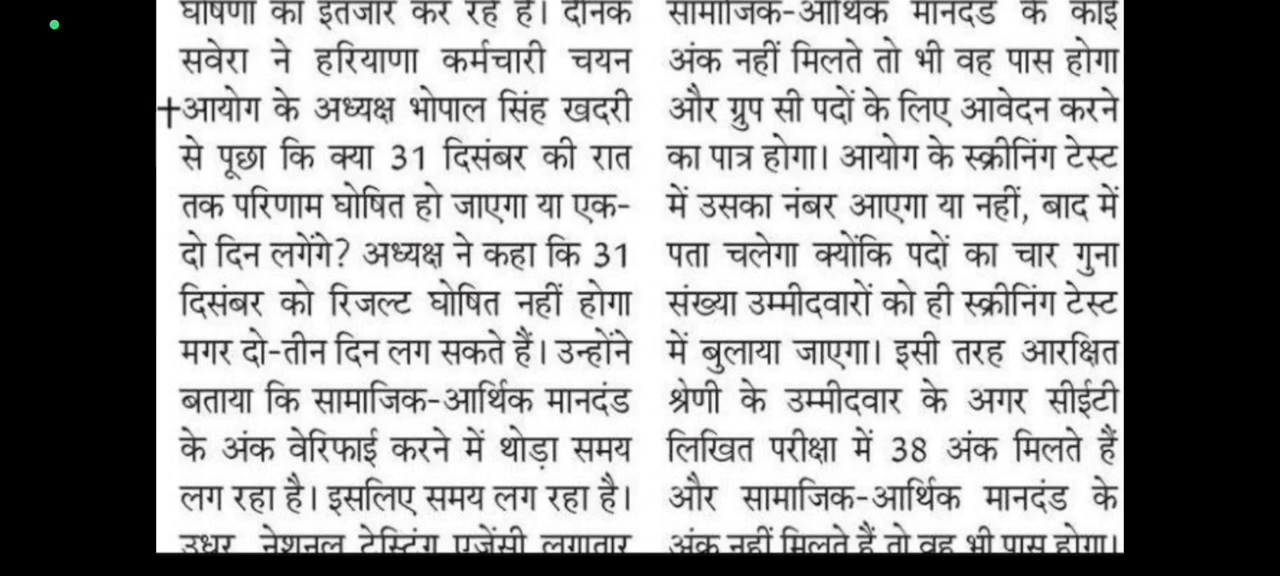 घोषणा का इंतजार कर रहे हैं। दैनिक
सवेरा ने हरियाणा कर्मचारी चयन
+आयोग के अध्यक्ष भोपाल सिंह खदरी
से पूछा कि क्या 31 दिसंबर की रात
तक परिणाम घोषित हो जाएगा या एक-
दो दिन लगेंगे? अध्यक्ष ने कहा कि 31
दिसंबर को रिजल्ट घोषित नहीं होगा
मगर दो-तीन दिन लग सकते हैं। उन्होंने
बताया कि सामाजिक-आर्थिक मानदंड
के अंक वेरिफाई करने में थोड़ा समय
लग रहा है। इसलिए समय लग रहा है।
उधर, नेशनल टेस्टिंग एजेंसी लगातार
सामाजिक-आर्थिक मानदंड के कोई
अंक नहीं मिलते तो भी वह पास होगा
और ग्रुप सी पदों के लिए आवेदन करने
का पात्र होगा। आयोग के स्क्रीनिंग टेस्ट
में उसका नंबर आएगा या नहीं, बाद में
पता चलेगा क्योंकि पदों का चार गुना
संख्या उम्मीदवारों को ही स्क्रीनिंग टेस्ट
में बुलाया जाएगा। इसी तरह आरक्षित
श्रेणी के उम्मीदवार के अगर सीईटी
लिखित परीक्षा में 38 अंक मिलते हैं
और सामाजिक-आर्थिक मानदंड के
अंक नहीं मिलते हैं तो वह भी पास होगा।